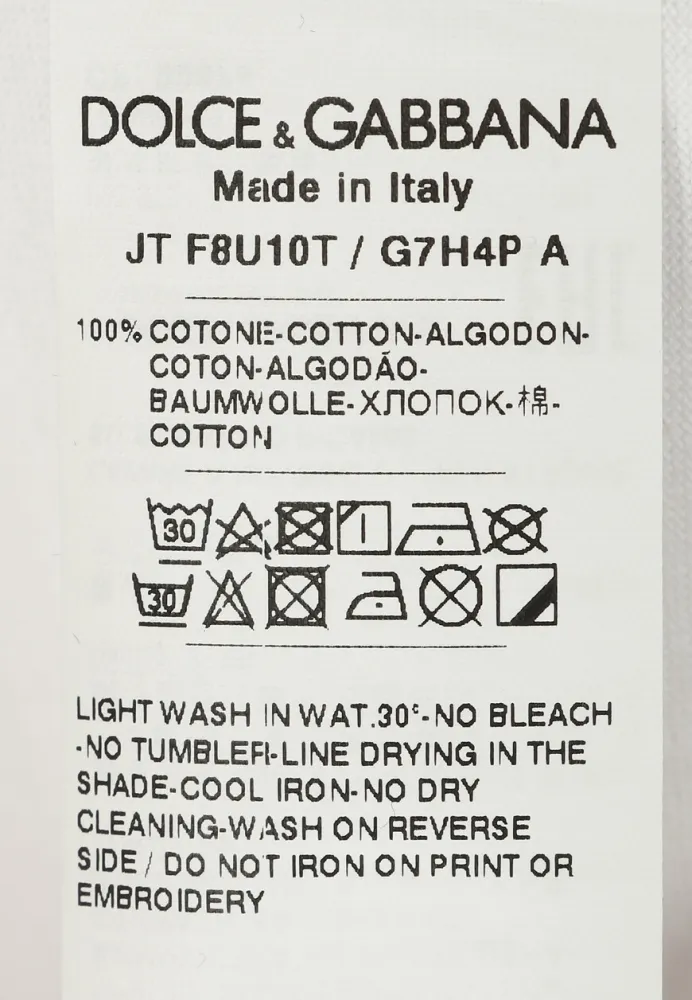 DOLCE & GABBANA
Made in Italy
JT F8U10T / G7H4P A
100% COTONE-COTTON-ALGODON-
COTON-ALGODÃO-
BAUMWOLLE-ХЛОПОК-棉-
COTTON
30
30
LIGHT WASH IN WAT.30°-NO BLEACH
-NO TUMBLER-LINE DRYING IN THE
SHADE-COOL IRON-NO DRY
CLEANING-WASH ON REVERSE
SIDE / DO NOT IRON ON PRINT OR
EMBROIDERY